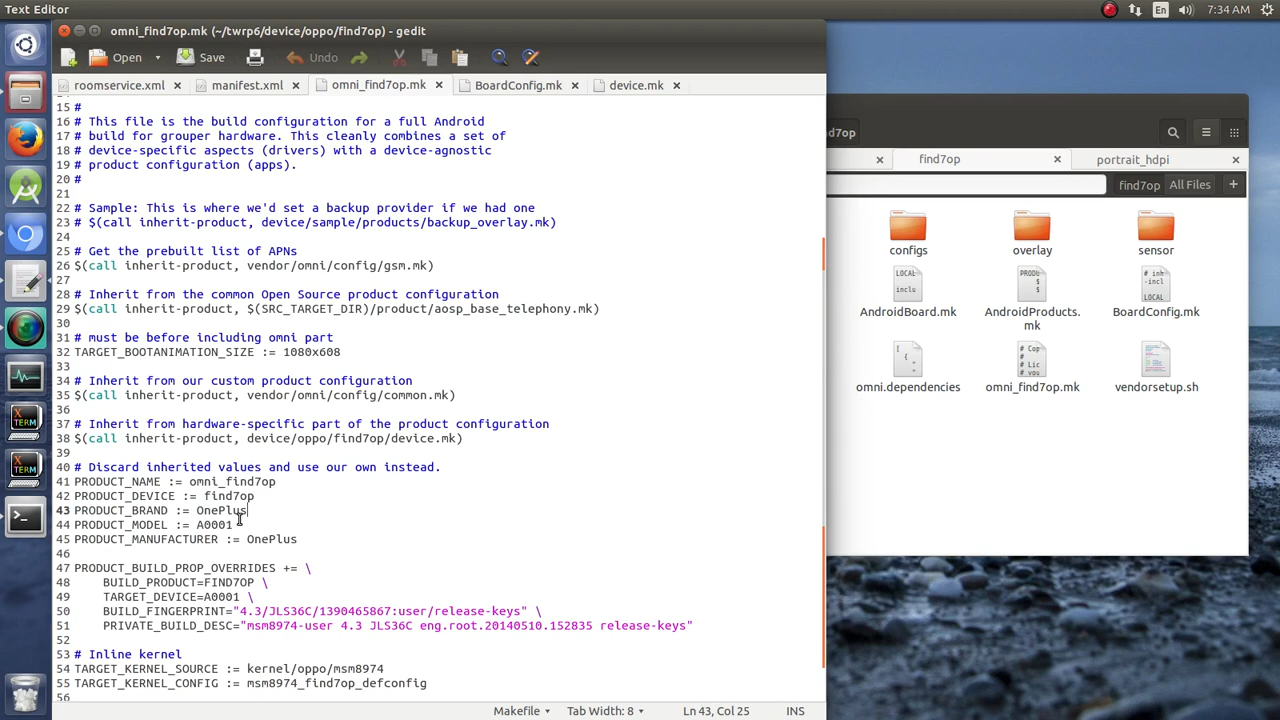 Text Editor
En
7:34 AM
omni_find7op.mk (~/twrp6/device/oppo/find7op) - gedit
Open Save Undo
roomservice.xml manifest.xml omni_find7op.mk BoardConfig.mk device.mk
15 #
16 # This file is the build configuration for a full Android
17 # build for grouper hardware. This cleanly combines a set of
18 # device-specific aspects (drivers) with a device-agnostic
19 # product configuration (apps).
20 #
21
22 # Sample: This is where we'd set a backup provider if we had one
23 # $(call inherit-product, device/sample/products/backup_overlay.mk)
24
25 # Get the prebuilt list of APNs
26 $(call inherit-product, vendor/omni/config/gsm.mk)
27
28 # Inherit from the common Open Source product configuration
29 $(call inherit-product, $(SRC_TARGET_DIR)/product/aosp_base_telephony.mk)
30
31 # must be before including omni part
32 TARGET_BOOTANIMATION_SIZE := 1080x608
33
34 # Inherit from our custom product configuration
35 $(call inherit-product, vendor/omni/config/common.mk)
36
37 # Inherit from hardware-specific part of the product configuration
38 $(call inherit-product, device/oppo/find7op/device.mk)
39
40 # Discard inherited values and use our own instead.
41 PRODUCT_NAME := omni_find7op
42 PRODUCT_DEVICE := find7op
43 PRODUCT_BRAND := OnePlus
44 PRODUCT_MODEL := A0001
45 PRODUCT_MANUFACTURER := OnePlus
46
47 PRODUCT_BUILD_PROP_OVERRIDES += \
48 BUILD_PRODUCT=FIND7OP \
49 TARGET_DEVICE=A0001 \
50 BUILD_FINGERPRINT="4.3/JLS36C/1390465867:user/release-keys" \
51 PRIVATE_BUILD_DESC="msm8974-user 4.3 JLS36C eng.root.20140510.152835 release-keys"
52
53 # Inline kernel
54 TARGET_KERNEL_SOURCE := kernel/oppo/msm8974
55 TARGET_KERNEL_CONFIG := msm8974_find7op_defconfig
56
Makefile Tab Width: 8 Ln 43, Col 25 INS
d7op
find7op portrait_hdpi
find7op All Files +
configs overlay sensor
LOCAL
inclu
PRODU
$
$
# inh
-incl
LOCAL
AndroidBoard.mk AndroidProducts.
mk
BoardConfig.mk
[
{
# Cop
#
# Lic
# you
omni.dependencies omni_find7op.mk vendorsetup.sh
XTERM
XTERM